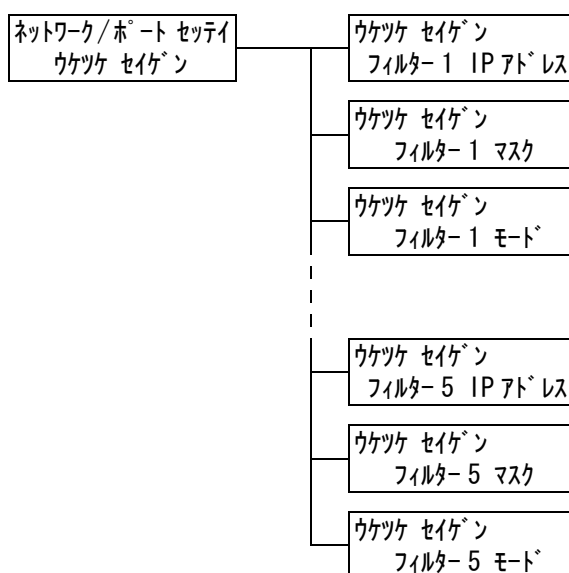 ﾈｯﾄﾜｰｸ/ﾎﾟｰﾄ ｾｯﾃｲ
ｳｹﾂｹ ｾｲｹﾞﾝ
ｳｹﾂｹ ｾｲｹﾞﾝ
ﾌｨﾙﾀｰ1 IPｱﾄﾞﾚｽ
ｳｹﾂｹ ｾｲｹﾞﾝ
ﾌｨﾙﾀｰ1 ﾏｽｸ
ｳｹﾂｹ ｾｲｹﾞﾝ
ﾌｨﾙﾀｰ1 ﾓｰﾄﾞ
ｳｹﾂｹ ｾｲｹﾞﾝ
ﾌｨﾙﾀｰ5 IPｱﾄﾞﾚｽ
ｳｹﾂｹ ｾｲｹﾞﾝ
ﾌｨﾙﾀｰ5 ﾏｽｸ
ｳｹﾂｹ ｾｲｹﾞﾝ
ﾌｨﾙﾀｰ5 ﾓｰﾄﾞ